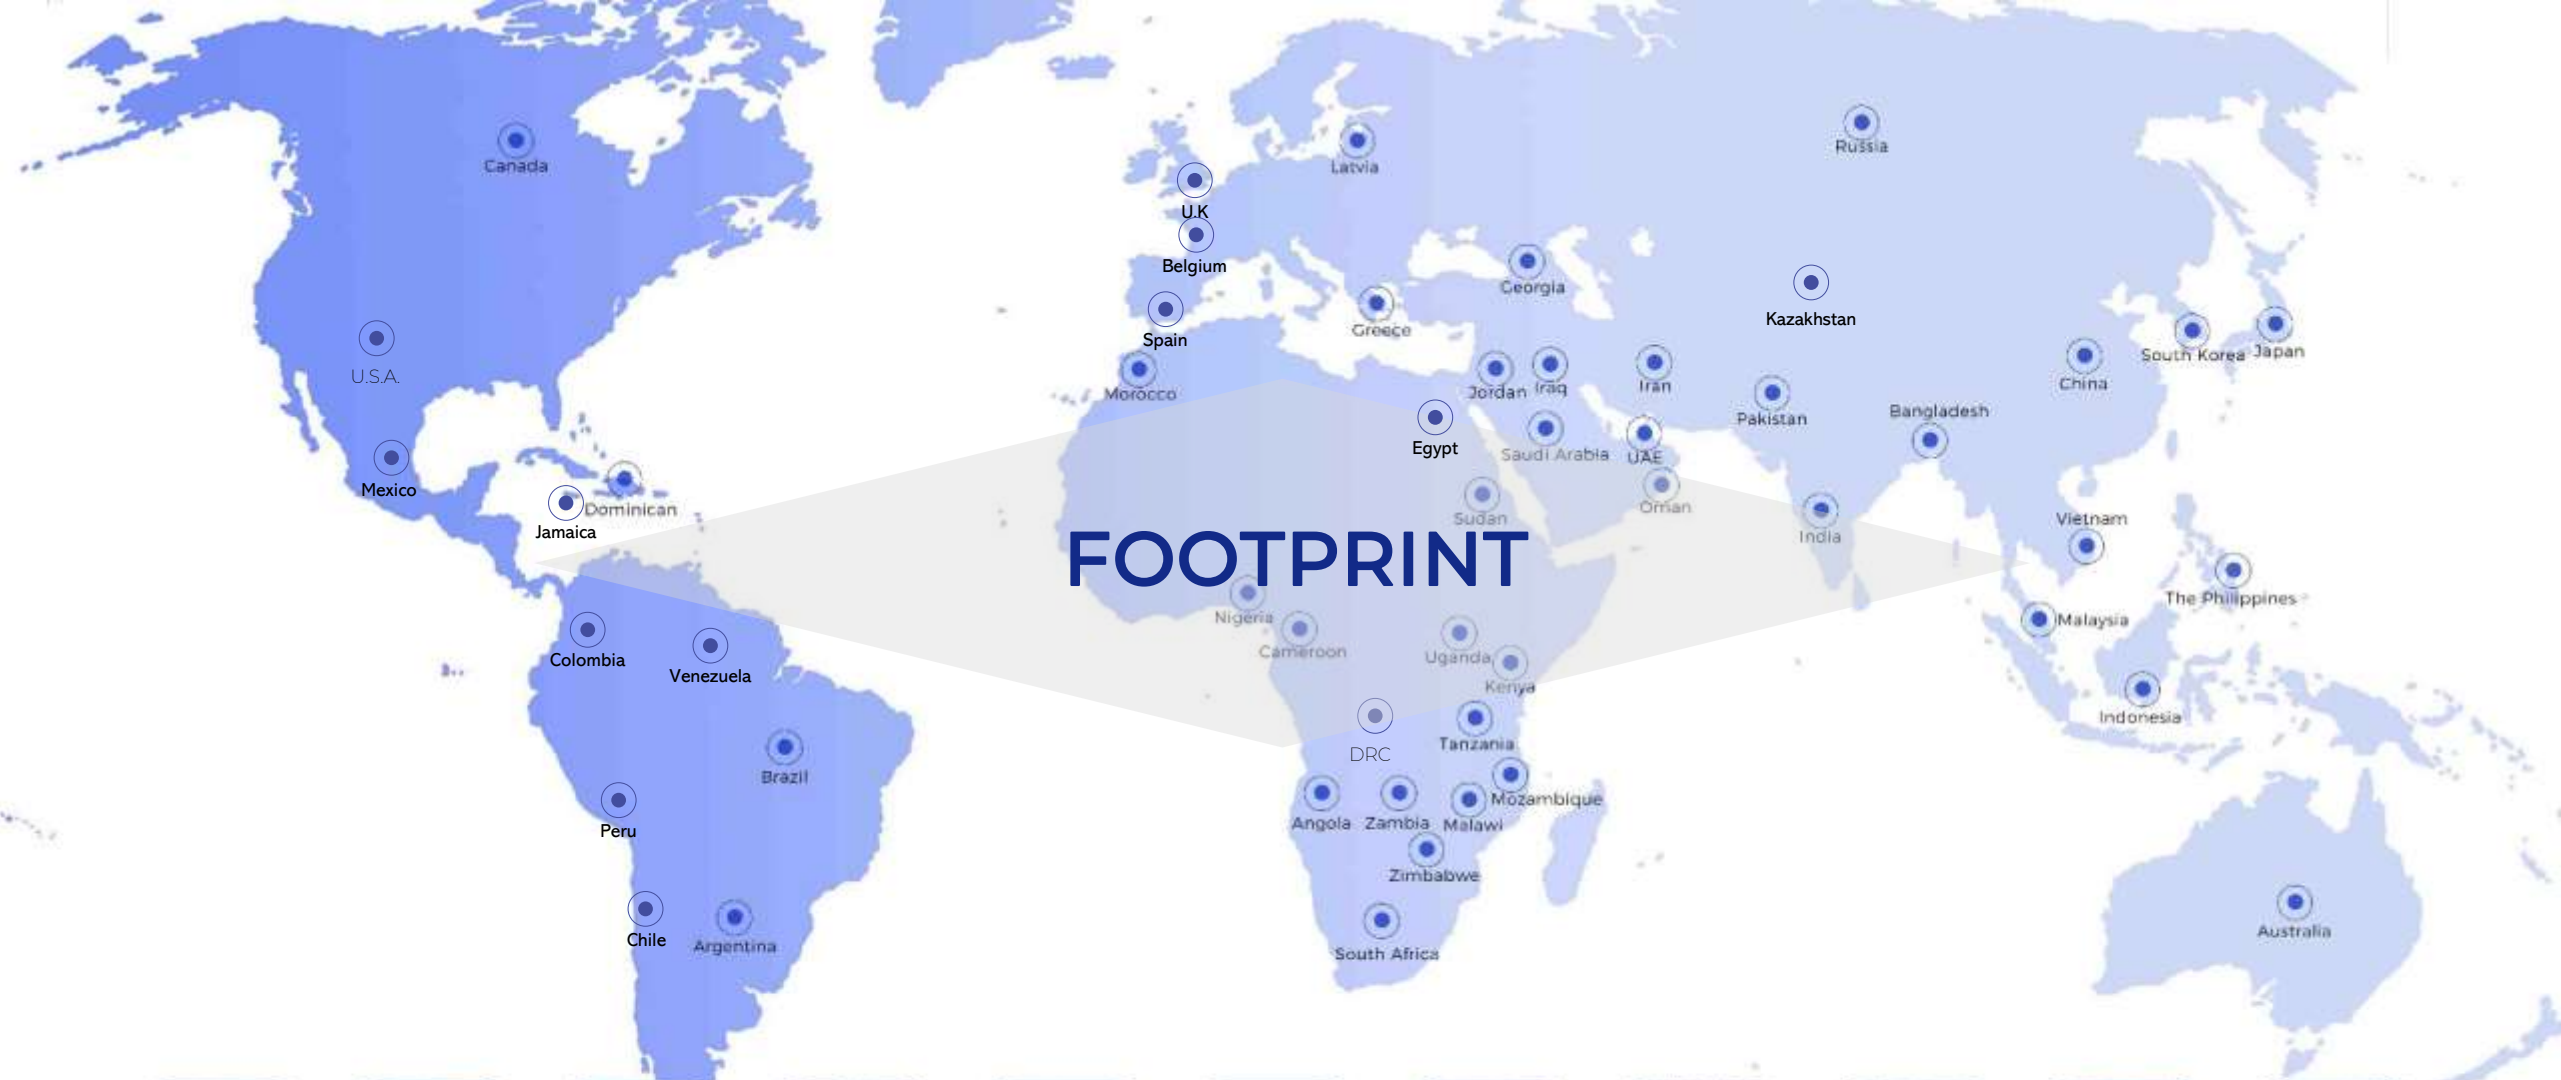 Canada
Latvia
Russia
U.K
Belgium
Georgia
Kazakhstan
Spain
Greece
South Korea
Japan
U.S.A.
Morocco
Jordan
Iraq
Iran
China
Pakistan
Bangladesh
Egypt
Saudi Arabia
UAE
Mexico
Dominican
Oman
Jamaica
Sudan
India
Vietnam
FOOTPRINT
The Philippines
Nigeria
Malaysia
Cameroon
Uganda
Colombia
Venezuela
Kenya
Indonesia
DRC
Tanzania
Brazil
Mozambique
Peru
Angola
Zambia
Malawi
Zimbabwe
Chile
Argentina
South Africa
Australia